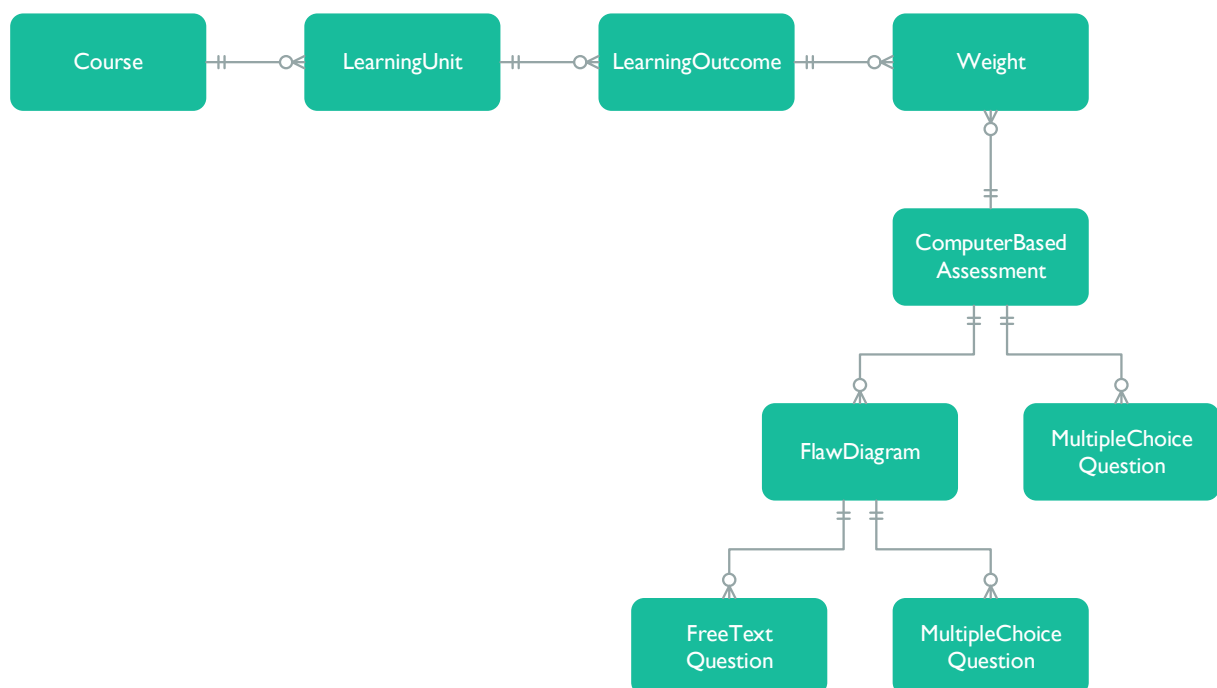 Course
LearningUnit
LearningOutcome
Weight
ComputerBased
Assessment
FlawDiagram
MultipleChoice
Question
FreeText
Question
MultipleChoice
Question